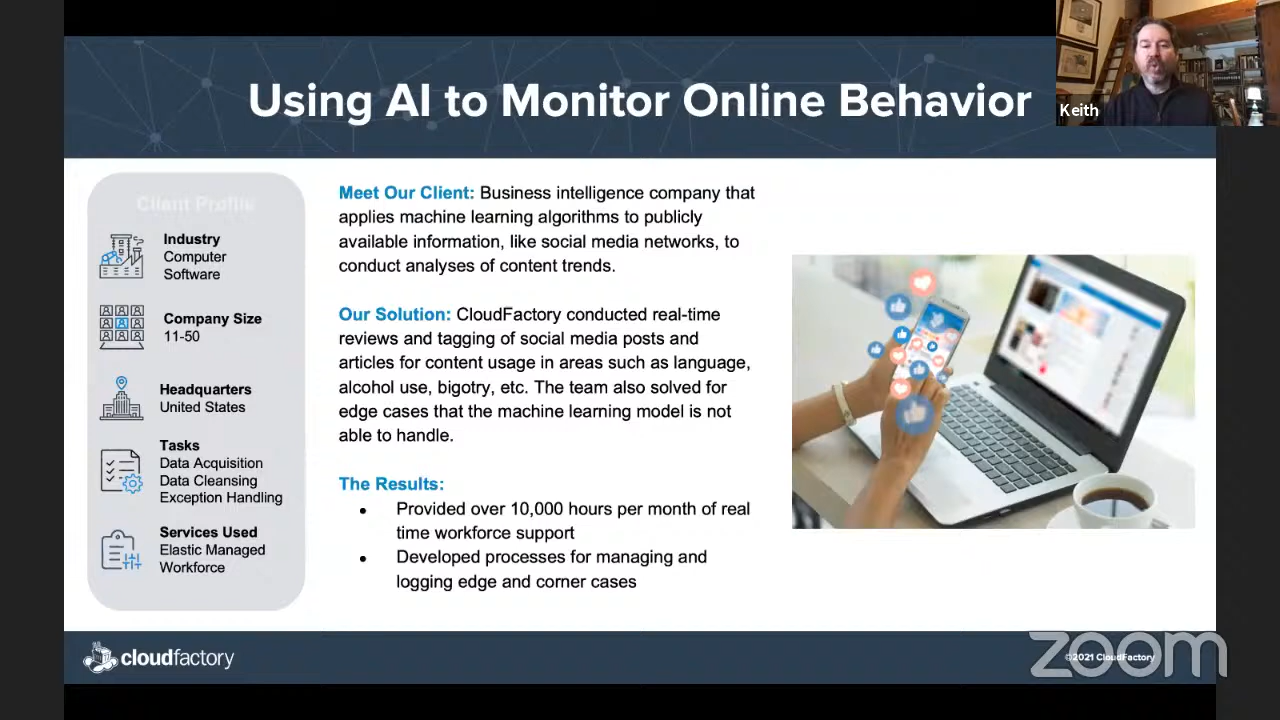 Using AI to Monitor Online Behavior
Keith
Client Profile
Industry
Computer
Software
Company Size
11-50
Headquarters
United States
Tasks
Data Acquisition
Data Cleansing
Exception Handling
Services Used
Elastic Managed
Workforce
Meet Our Client: Business intelligence company that
applies machine learning algorithms to publicly
available information, like social media networks, to
conduct analyses of content trends.
Our Solution: CloudFactory conducted real-time
reviews and tagging of social media posts and
articles for content usage in areas such as language,
alcohol use, bigotry, etc. The team also solved for
edge cases that the machine learning model is not
able to handle.
The Results:
• Provided over 10,000 hours per month of real
time workforce support
• Developed processes for managing and
logging edge and corner cases
cloudfactory
©2021 CloudFactory
zoom